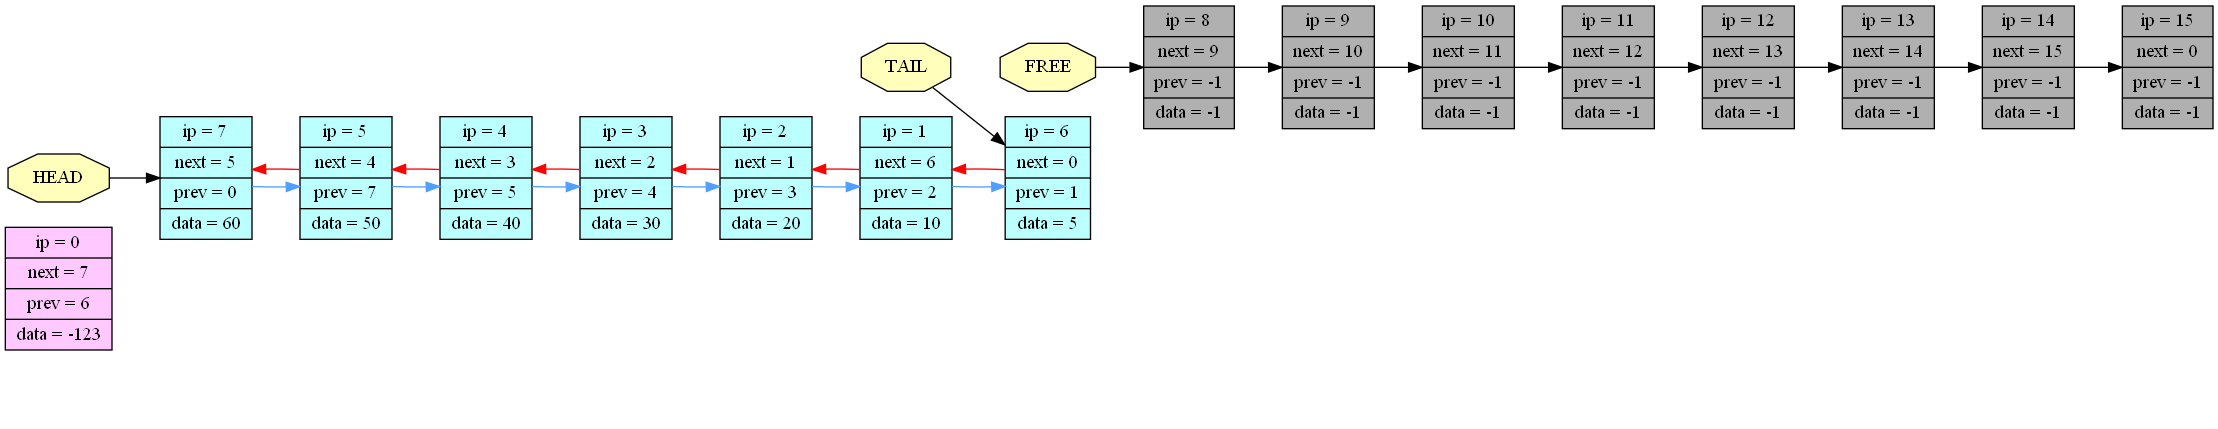 HEAD
ip = 7
next = 5
prev = 0
data = 60
ip = 5
next = 4
prev = 7
data = 50
ip = 4
next = 3
prev = 5
data = 40
ip = 3
next = 2
prev = 4
data = 30
ip = 2
next = 1
prev = 3
data = 20
ip = 1
next = 6
prev = 2
data = 10
TAIL
ip = 6
next = 0
prev = 1
data = 5
FREE
ip = 8
next = 9
prev = -1
data = -1
ip = 9
next = 10
prev = -1
data = -1
ip = 10
next = 11
prev = -1
data = -1
ip = 11
next = 12
prev = -1
data = -1
ip = 12
next = 13
prev = -1
data = -1
ip = 13
next = 14
prev = -1
data = -1
ip = 14
next = 15
prev = -1
data = -1
ip = 15
next = 0
prev = -1
data = -1
ip = 0
next = 7
prev = 6
data = -123